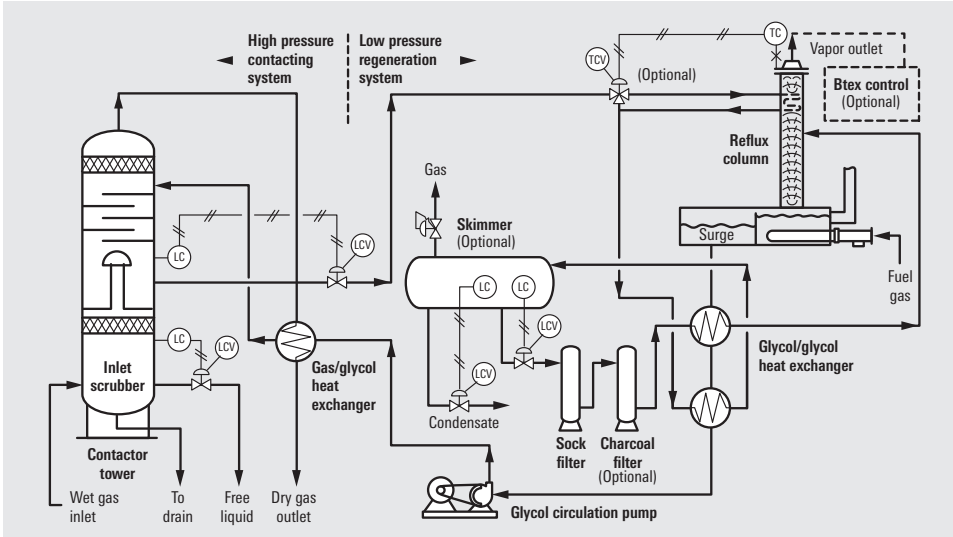 High pressure
contacting
system
Low pressure
regeneration
system
TC
Vapor outlet
TCV
(Optional)
Btex control
(Optional)
Reflux
column
Gas
Skimmer
(Optional)
Surge
LC
LCV
LC
LC
Fuel
gas
LC
LCV
LCV
LCV
Inlet
scrubber
Gas/glycol
heat
exchanger
Glycol/glycol
heat exchanger
Condensate
Contactor
tower
Sock
filter
Charcoal
filter
(Optional)
Wet gas
inlet
To
drain
Free
liquid
Dry gas
outlet
Glycol circulation pump